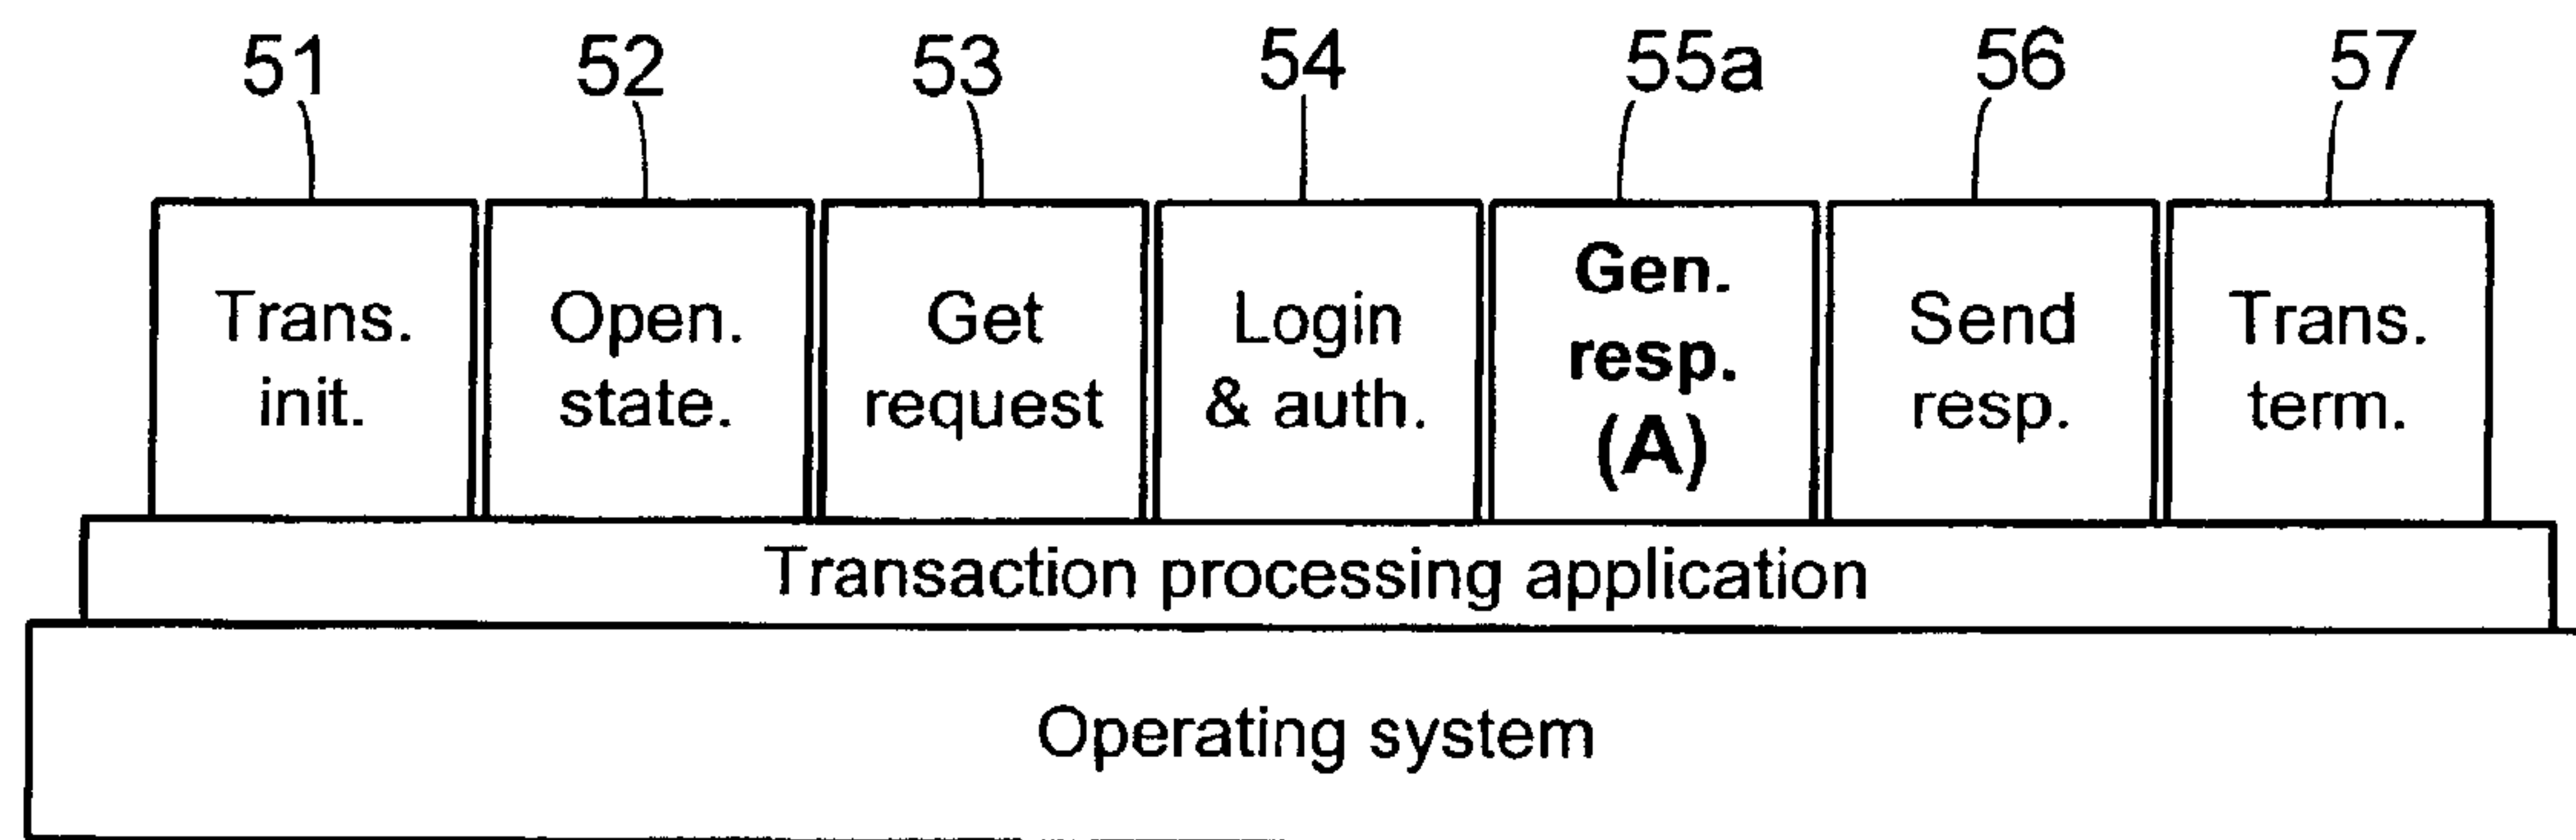 51 52 53 54 55a 56 57
Trans. init.
Open. state.
Get request
Login & auth.
Gen. resp. (A)
Send resp.
Trans. term.
Transaction processing application
Operating system